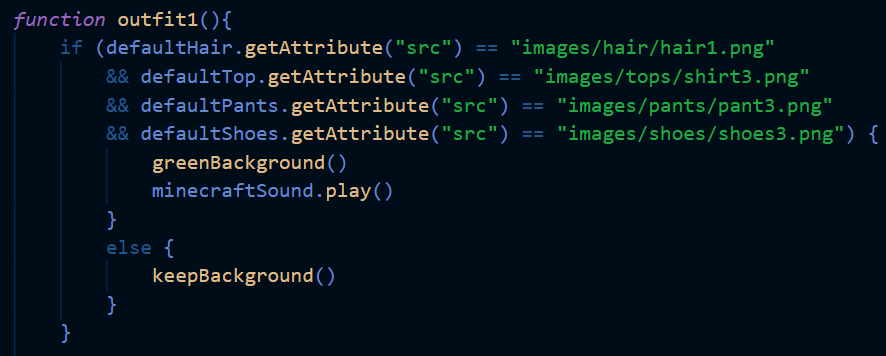 function outfit1(){
if (defaultHair.getAttribute("src") == "images/hair/hair1.png"
&& defaultTop.getAttribute("src") == "images/tops/shirt3.png"
&& defaultPants.getAttribute("src") == "images/pants/pant3.png"
&& defaultShoes.getAttribute("src") == "images/shoes/shoes3.png") {
greenBackground()
minecraftSound.play()
}
else {
keepBackground()
}
}